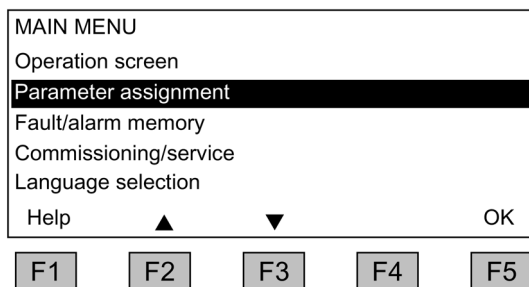 MAIN MENU
Operation screen
Parameter assignment
Fault/alarm memory
Commissioning/service
Language selection
Help ▲ ▼ OK
F1 F2 F3 F4 F5